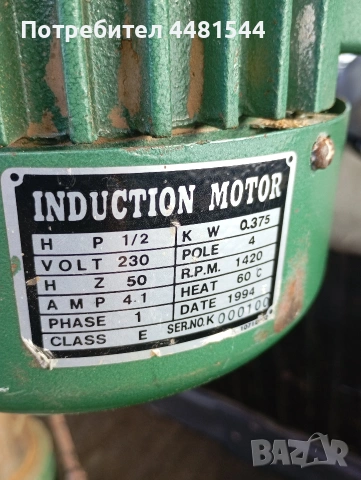 Потребител 4481544
INDUCTION MOTOR
H P 1/2 K W 0.375
VOLT 230 POLE 4
H Z 50 R.P.M. 1420
AMP 4.1 HEAT 60 C
PHASE 1 DATE 1994
CLASS E SER.NO.K 000100
BAZAR